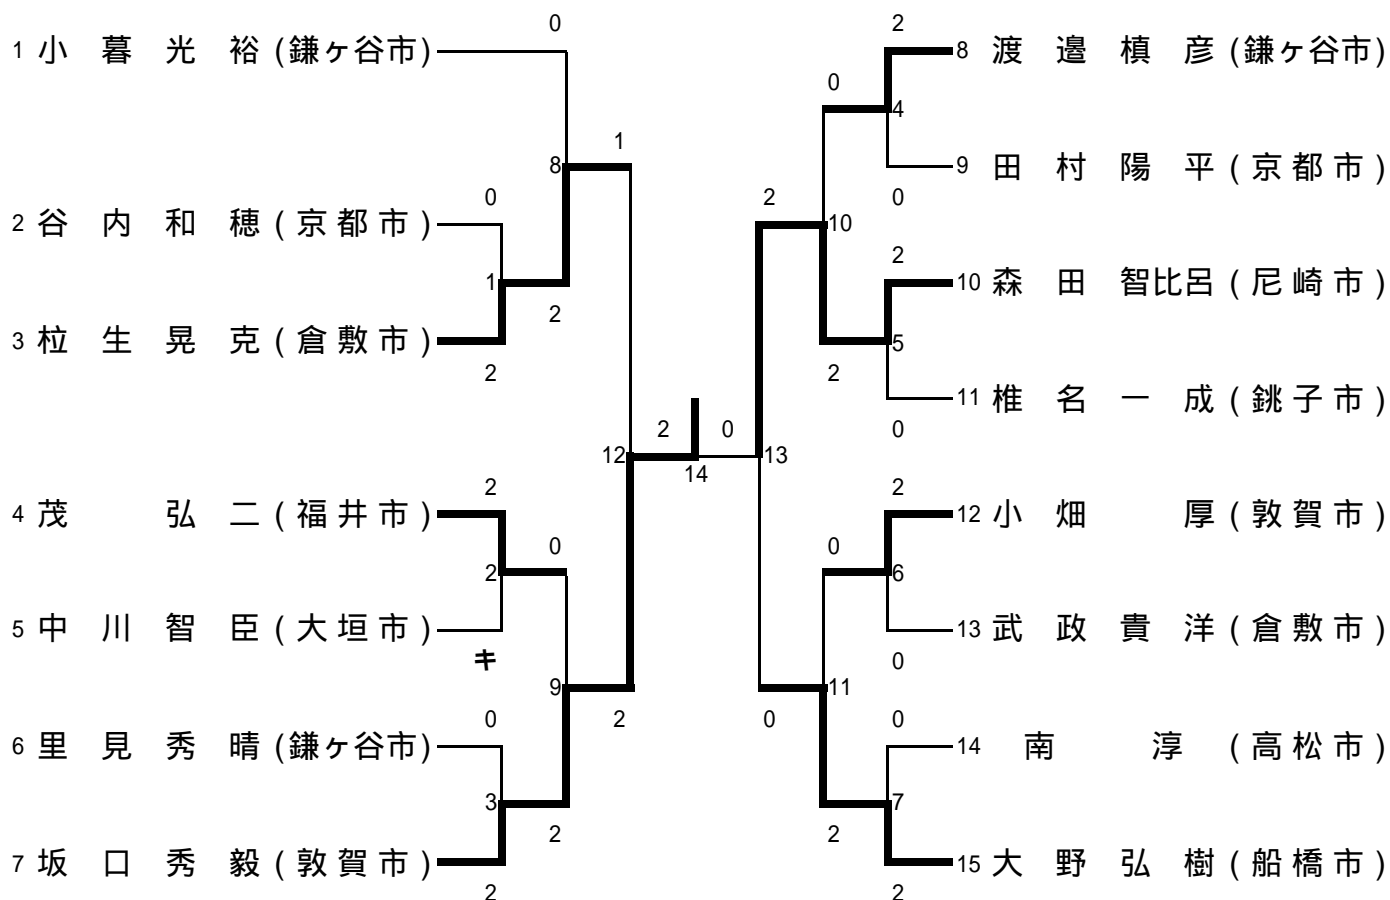 0
1 小暮光裕 (鎌ヶ谷市)
1
8
0
2 谷内和穂 (京都市)
1
2
3 柆生晃克 (倉敷市)
2
12
2
14
0
13
2
4 茂弘二 (福井市)
0
2
5 中川智臣 (大垣市)
キ
9
0
2
6 里見秀晴 (鎌ヶ谷市)
3
2
7 坂口秀毅 (敦賀市)
2
2
8 渡邉槙彦 (鎌ヶ谷市)
0
4
9 田村陽平 (京都市)
2
0
10
2
10 森田智比呂 (尼崎市)
5
2
11 椎名一成 (銚子市)
0
2
12 小畑厚 (敦賀市)
0
6
13 武政貴洋 (倉敷市)
0
11
0
0
14 南淳 (高松市)
7
2
15 大野弘樹 (船橋市)
2